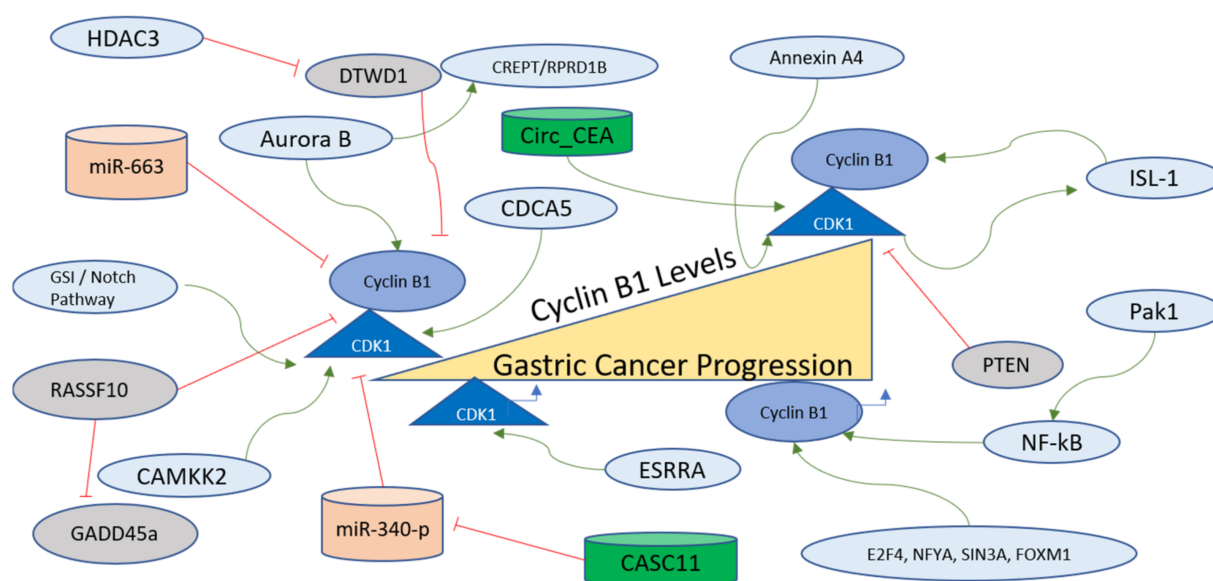 HDAC3
DTWD1
CREPT/RPRD1B
Annexin A4
Aurora B
Circ_CEA
miR-663
Cyclin B1
ISL-1
CDCA5
CDK1
Cyclin B1
GSI / Notch
Pathway
Cyclin B1 Levels
Pak1
CDK1
Gastric Cancer Progression
PTEN
RASSF10
CDK1
Cyclin B1
NF-kB
CAMKK2
ESRRA
GADD45a
miR-340-p
CASC11
E2F4, NFYA, SIN3A, FOXM1